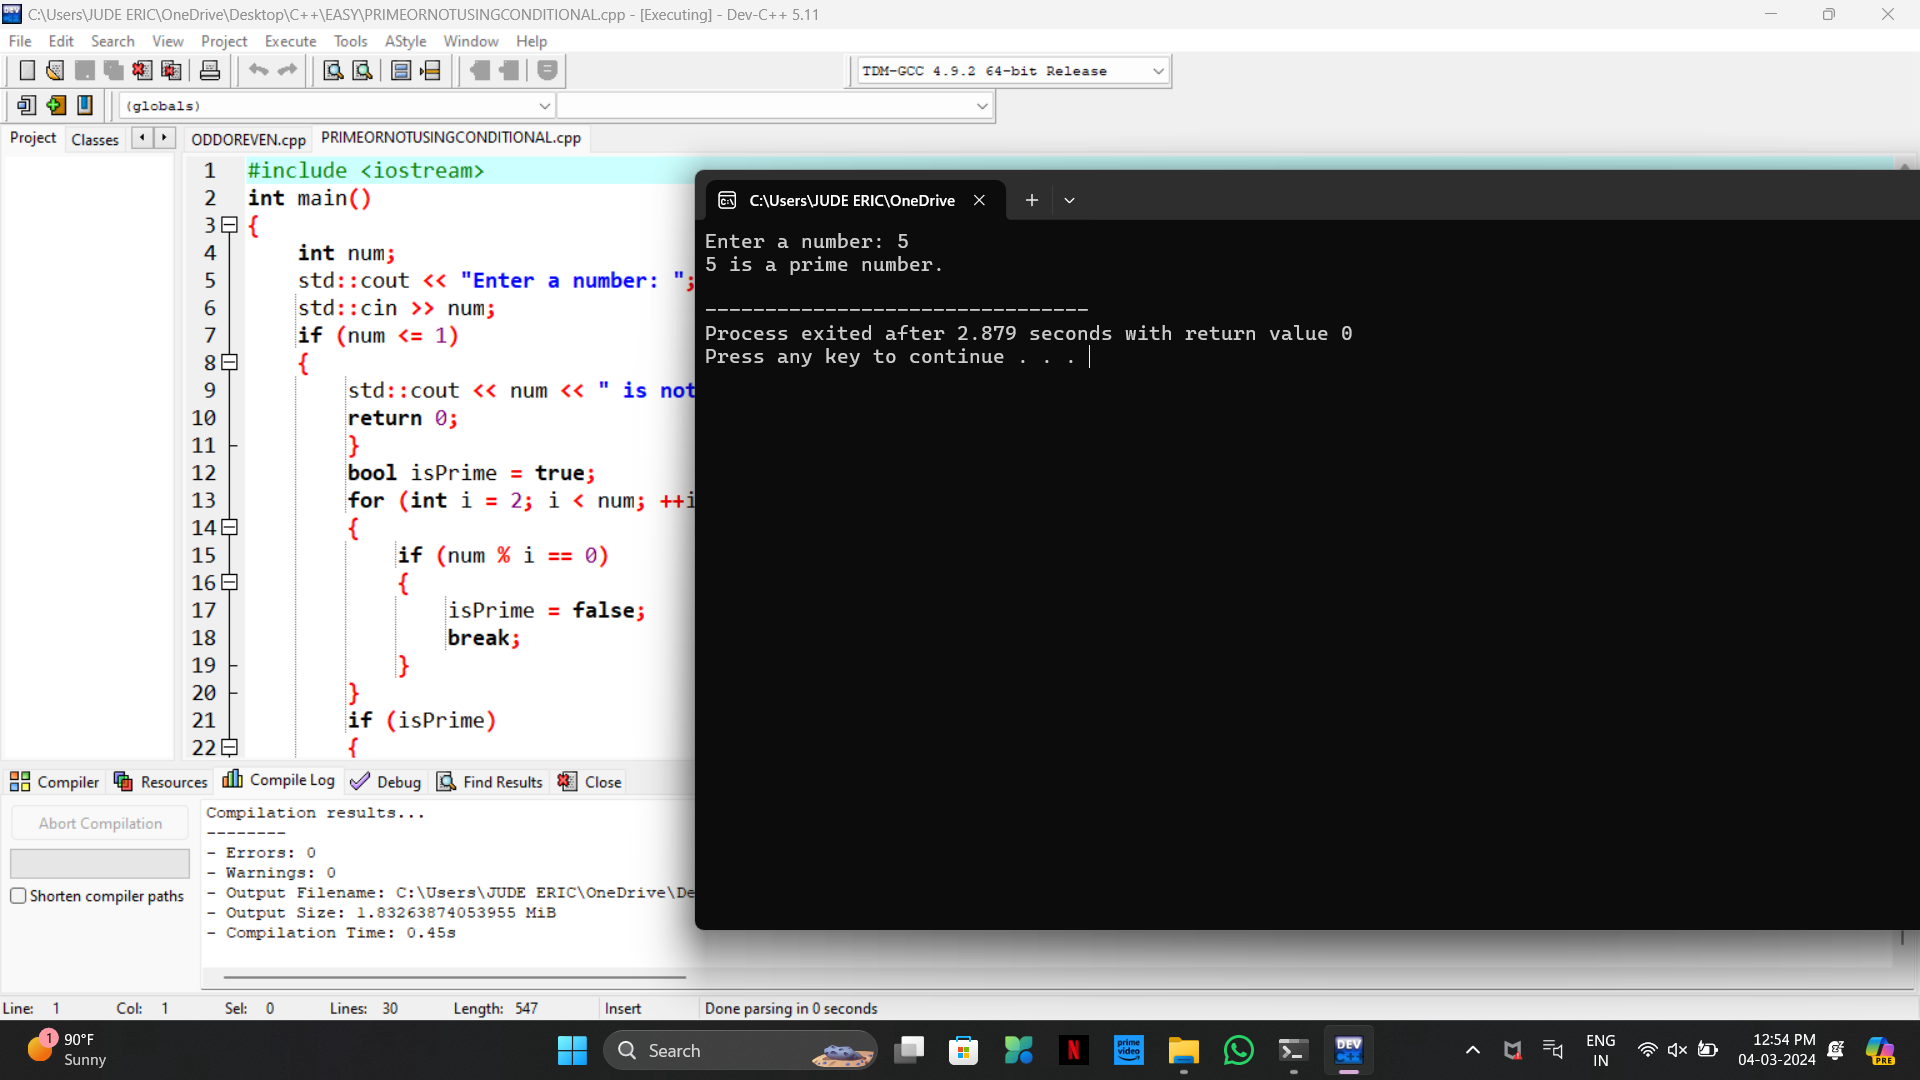 C:\Users\JUDE ERIC\OneDrive\Desktop\C++\EASY\PRIMEORNOTUSINGCONDITIONAL.cpp - [Executing] - Dev-C++ 5.11
File Edit Search View Project Execute Tools AStyle Window Help
TDM-GCC 4.9.2 64-bit Release
(globals)
Project Classes ODDOREVEN.cpp PRIMEORNOTUSINGCONDITIONAL.cpp
1 #include <iostream>
2 int main()
3 {
4 int num;
5 std::cout << "Enter a number: ";
6 std::cin >> num;
7 if (num <= 1)
8 {
9 std::cout << num << " is not
10 return 0;
11 }
12 bool isPrime = true;
13 for (int i = 2; i < num; ++i
14 {
15 if (num % i == 0)
16 {
17 isPrime = false;
18 break;
19 }
20 }
21 if (isPrime)
22 {
C:\Users\JUDE ERIC\OneDrive
Enter a number: 5
5 is a prime number.
--------------------------------
Process exited after 2.879 seconds with return value 0
Press any key to continue . . .
Compiler Resources Compile Log Debug Find Results Close
Abort Compilation
Shorten compiler paths
Compilation results...
--------
- Errors: 0
- Warnings: 0
- Output Filename: C:\Users\JUDE ERIC\OneDrive\De
- Output Size: 1.83263874053955 MiB
- Compilation Time: 0.45s
Line: 1 Col: 1 Sel: 0 Lines: 30 Length: 547 Insert Done parsing in 0 seconds
1
90°F
Sunny
Search
prime video
N
DEV C++
ENG
IN
12:54 PM
04-03-2024
PRE